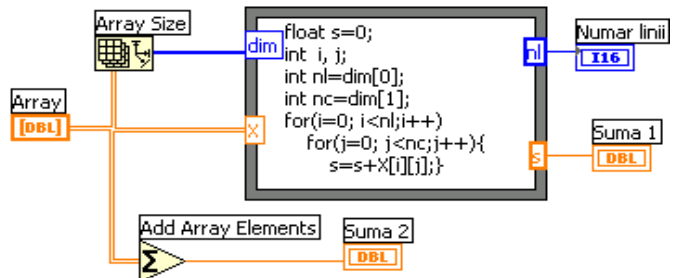 Array Size
Array
[DBL]
dim
X
float s=0;
int i, j;
int nl=dim[0];
int nc=dim[1];
for(i=0; i<nl;i++)
for(j=0; j<nc;j++){
s=s+X[i][j];}
nl
s
Numar linii
I16
Suma 1
DBL
Add Array Elements
Σ
Suma 2
DBL